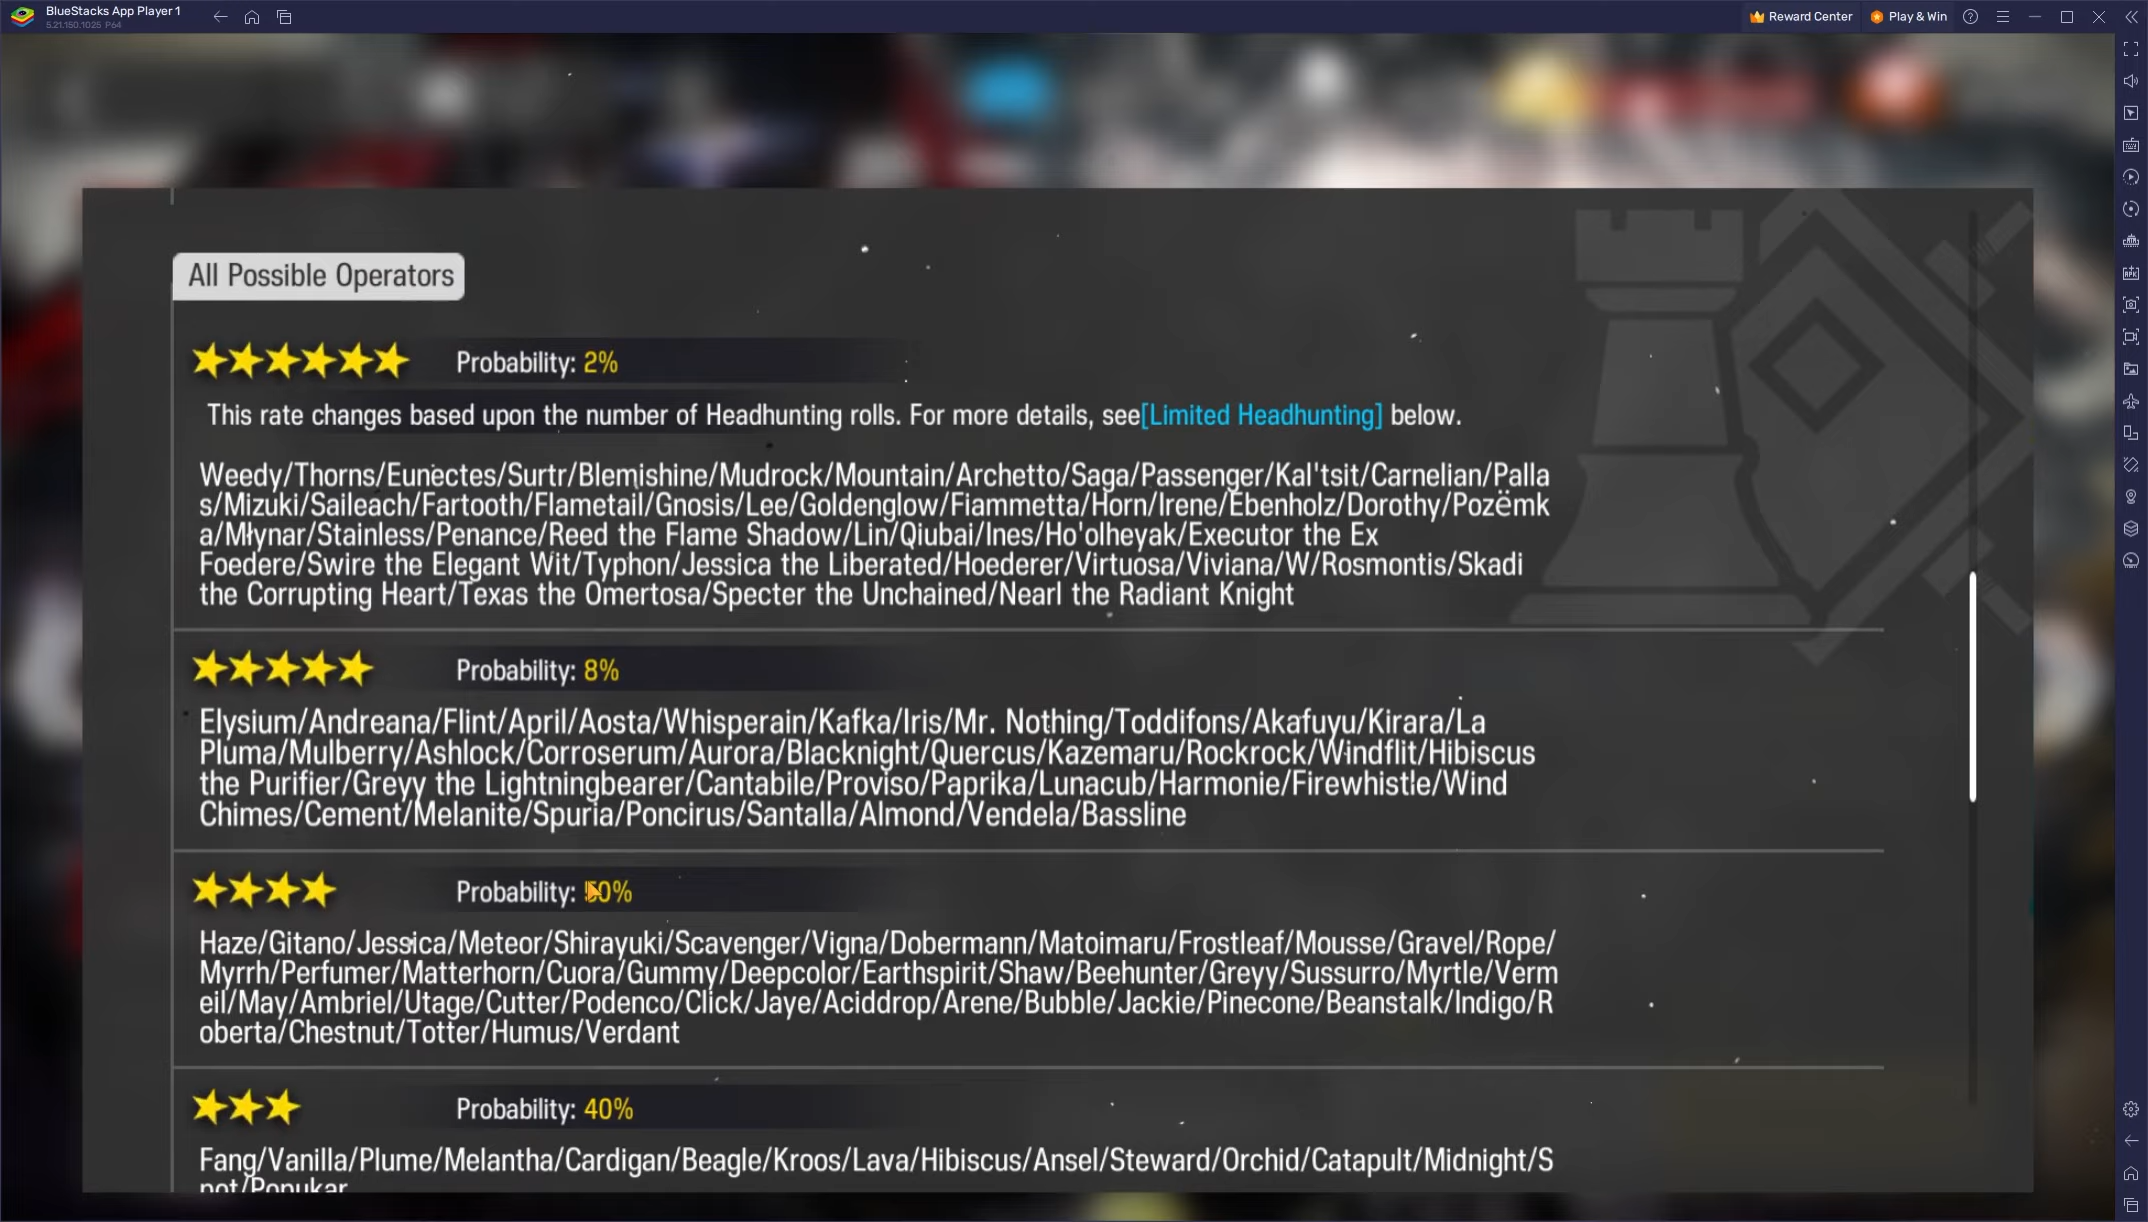 BlueStacks App Player 1
5.21.150.1025 P64
Reward Center
Play & Win
All Possible Operators
Probability: 2%
This rate changes based upon the number of Headhunting rolls. For more details, see[Limited Headhunting] below.
Weedy/Thorns/Eunectes/Surtr/Blemishine/Mudrock/Mountain/Archetto/Saga/Passenger/Kal'tsit/Carnelian/Palla
s/Mizuki/Saileach/Fartooth/Flametail/Gnosis/Lee/Goldenglow/Fiammetta/Horn/Irene/Ebenholz/Dorothy/Pozëmk
a/Młynar/Stainless/Penance/Reed the Flame Shadow/Lin/Qiubai/Ines/Ho'olheyak/Executor the Ex
Foedere/Swire the Elegant Wit/Typhon/Jessica the Liberated/Hoederer/Virtuosa/Viviana/W/Rosmontis/Skadi
the Corrupting Heart/Texas the Omertosa/Specter the Unchained/Nearl the Radiant Knight
Probability: 8%
Elysium/Andreana/Flint/April/Aosta/Whisperain/Kafka/Iris/Mr. Nothing/Toddifons/Akafuyu/Kirara/La
Pluma/Mulberry/Ashlock/Corroserum/Aurora/Blacknight/Quercus/Kazemaru/Rockrock/Windflit/Hibiscus
the Purifier/Greyy the Lightningbearer/Cantabile/Proviso/Paprika/Lunacub/Harmonie/Firewhistle/Wind
Chimes/Cement/Melanite/Spuria/Poncirus/Santalla/Almond/Vendela/Bassline
Probability: 50%
Haze/Gitano/Jessica/Meteor/Shirayuki/Scavenger/Vigna/Dobermann/Matoimaru/Frostleaf/Mousse/Gravel/Rope/
Myrrh/Perfumer/Matterhorn/Cuora/Gummy/Deepcolor/Earthspirit/Shaw/Beehunter/Greyy/Sussurro/Myrtle/Verm
eil/May/Ambriel/Utage/Cutter/Podenco/Click/Jaye/Aciddrop/Arene/Bubble/Jackie/Pinecone/Beanstalk/Indigo/R
oberta/Chestnut/Totter/Humus/Verdant
Probability: 40%
Fang/Vanilla/Plume/Melantha/Cardigan/Beagle/Kroos/Lava/Hibiscus/Ansel/Steward/Orchid/Catapult/Midnight/S
pot/Popukar